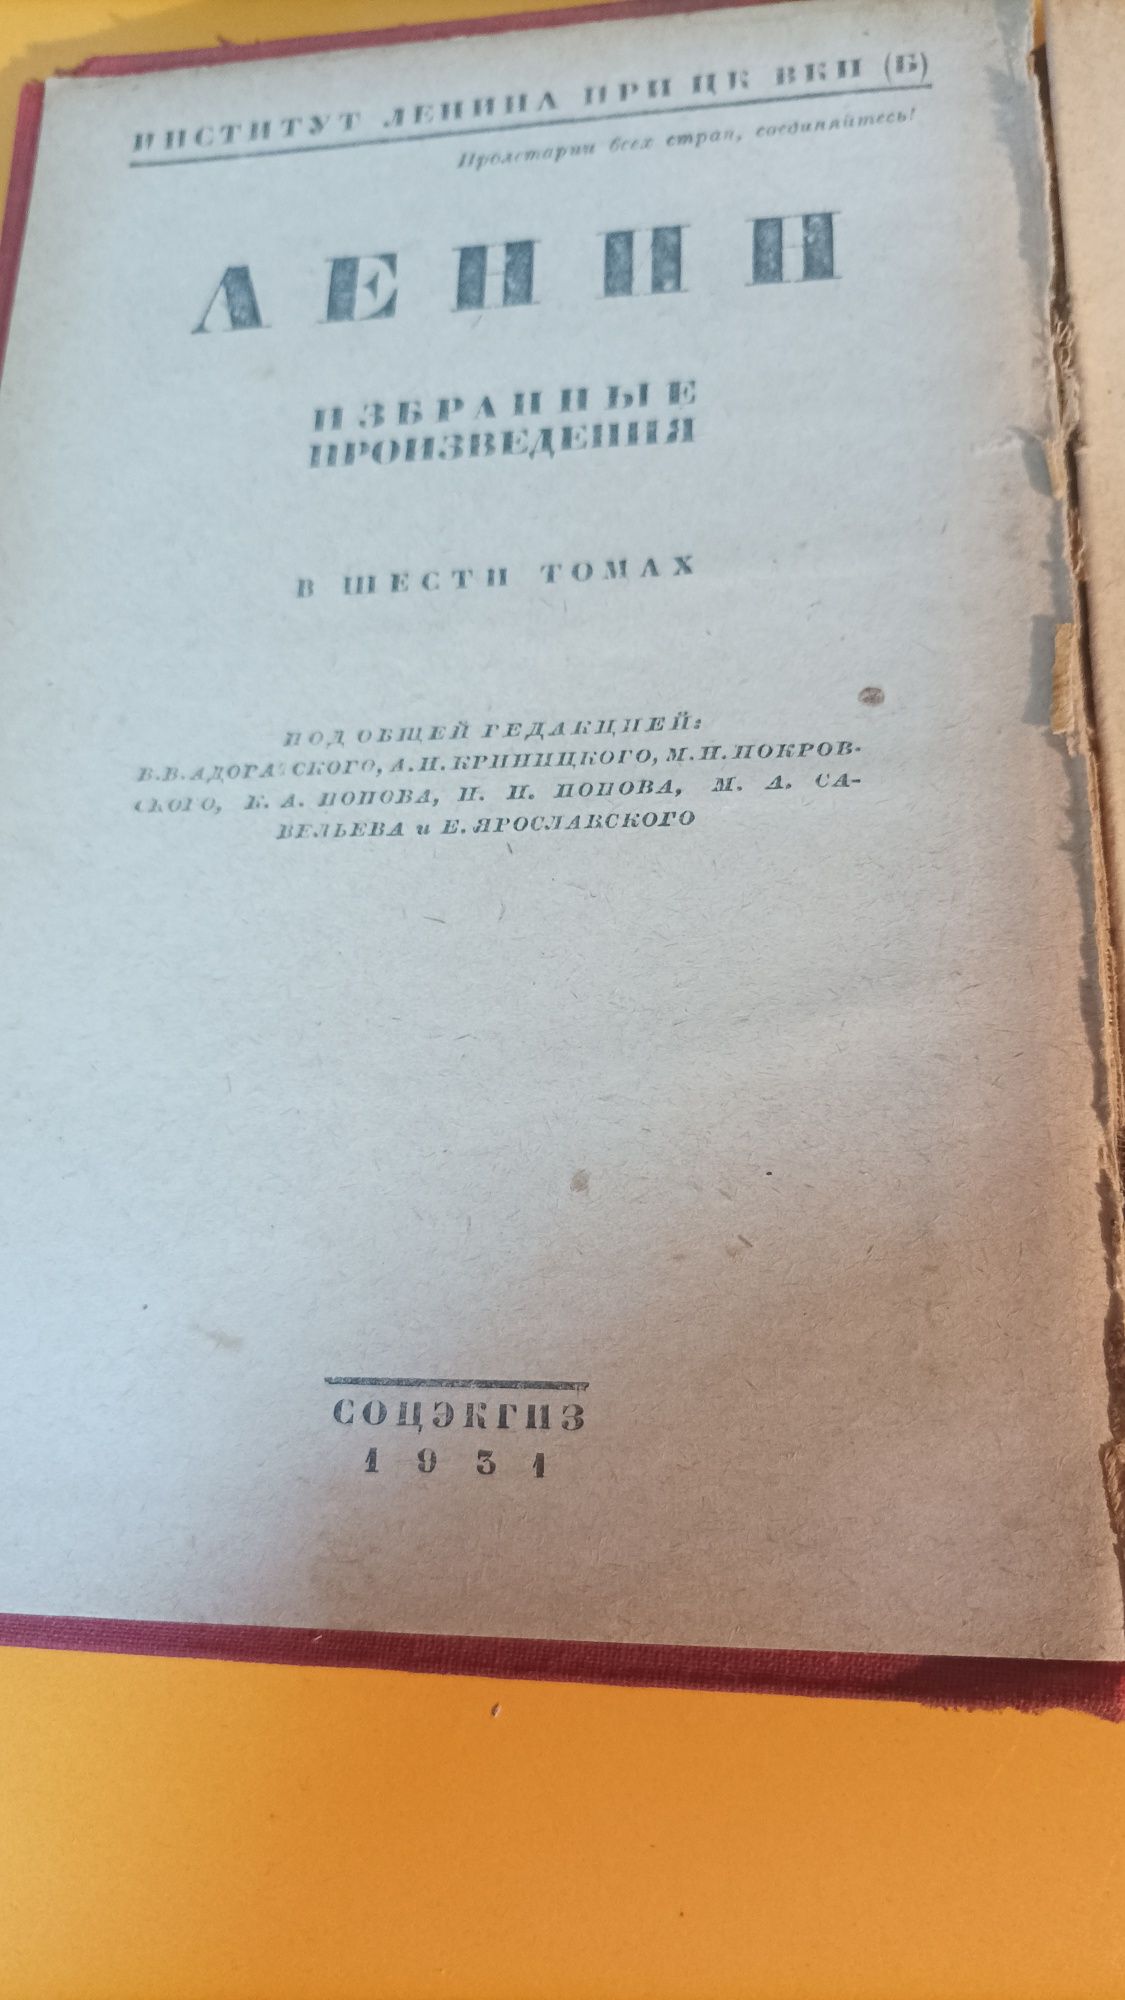 ИНСТИТУТ ЛЕНИНА ПРИ ЦК ВКП (Б)
Пролетарии всех стран, соединяйтесь!
ЛЕНИН
ИЗБРАННЫЕ
ПРОИЗВЕДЕНИЯ
В ШЕСТИ ТОМАХ
ПОД ОБЩЕЙ РЕДАКЦИЕЙ:
В. В. АДОРАТСКОГО, А. И. КРИНИЦКОГО, М. Н. ПОКРОВ-
СКОГО, К. А. ПОПОВА, Н. Н. ПОПОВА, М. А. СА-
ВЕЛЬЕВА и Е. ЯРОСЛАВСКОГО
СОЦЭКГИЗ
1931